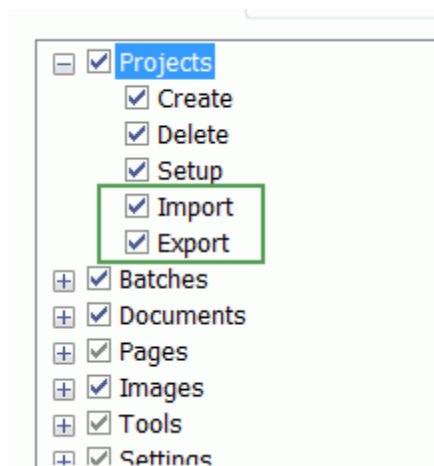 Projects
Create
Delete
Setup
Import
Export
Batches
Documents
Pages
Images
Tools
Settings